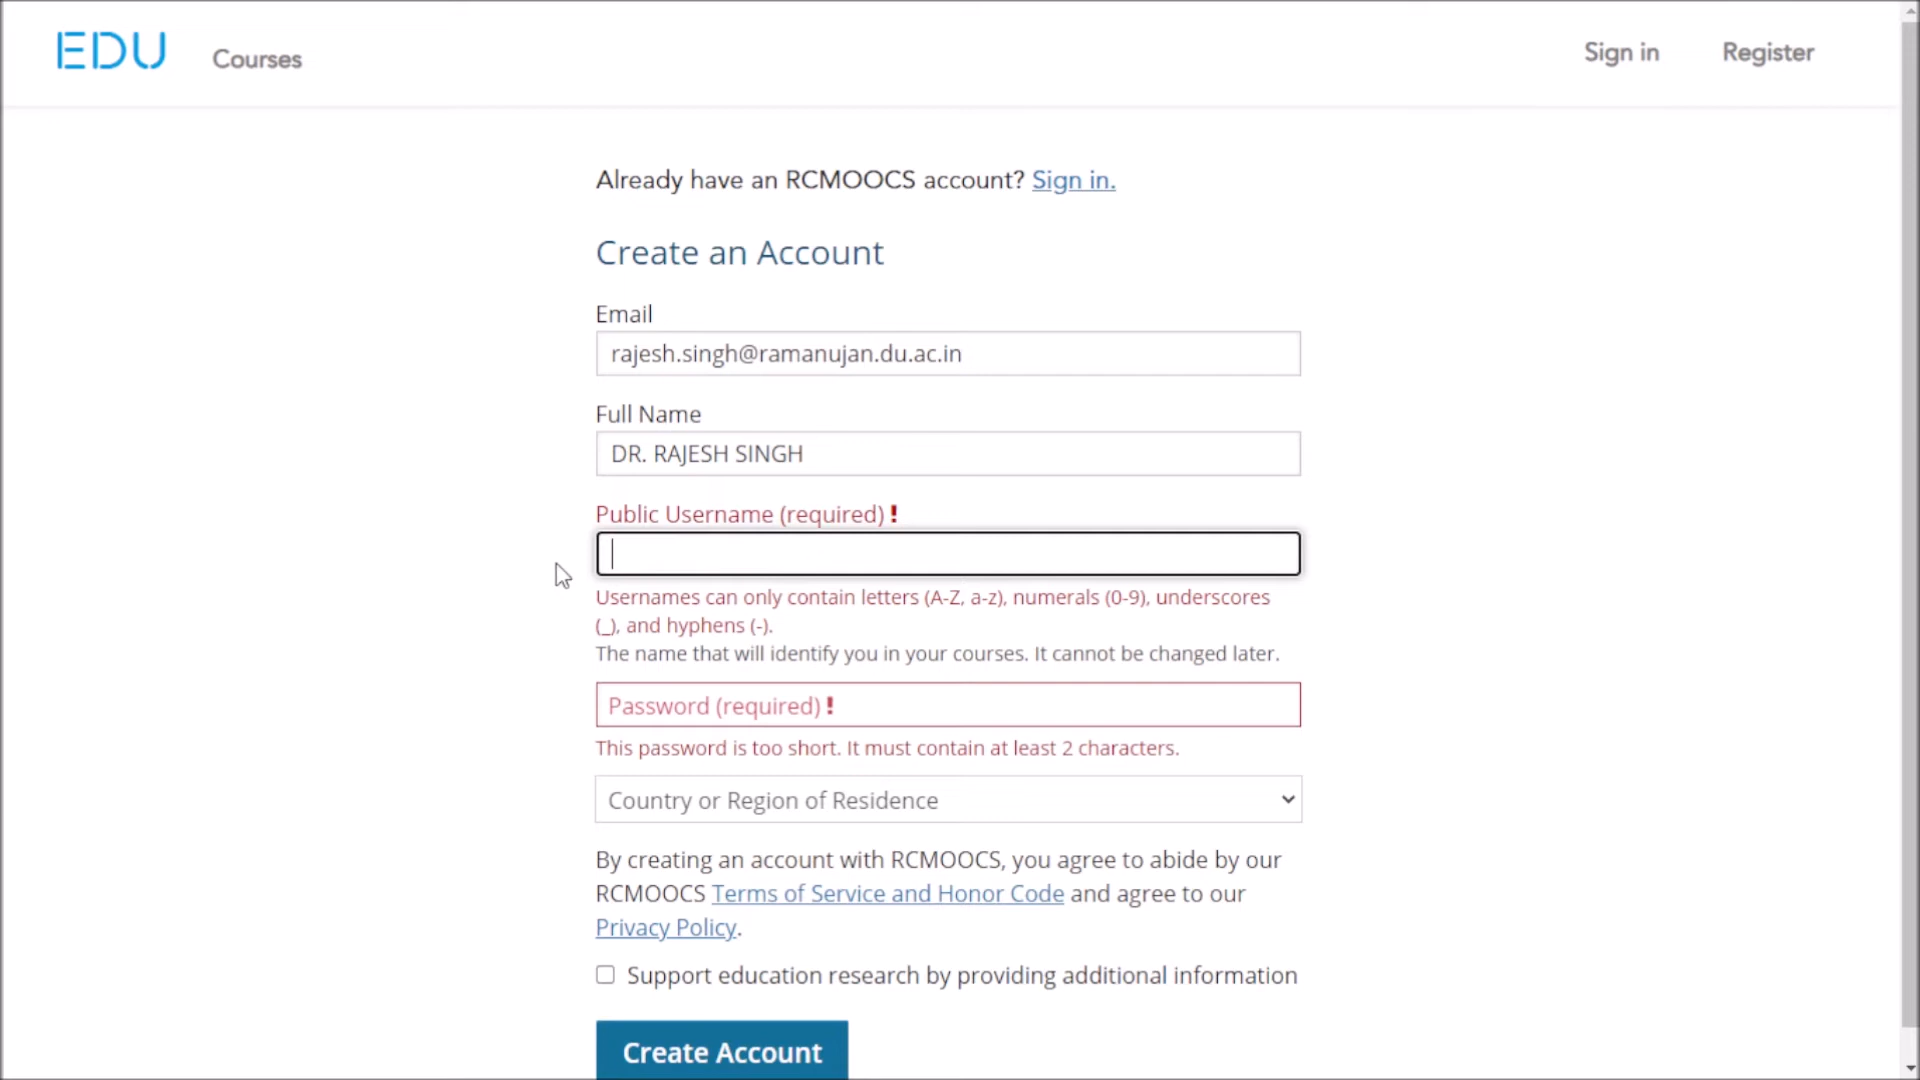 EDU
Courses
Sign in
Register
Already have an RCMOOCS account? Sign in.
Create an Account
Email
rajesh.singh@ramanujan.du.ac.in
Full Name
DR. RAJESH SINGH
Public Username (required) !
Usernames can only contain letters (A-Z, a-z), numerals (0-9), underscores
(_), and hyphens (-).
The name that will identify you in your courses. It cannot be changed later.
Password (required) !
This password is too short. It must contain at least 2 characters.
Country or Region of Residence
By creating an account with RCMOOCS, you agree to abide by our
RCMOOCS Terms of Service and Honor Code and agree to our
Privacy Policy.
Support education research by providing additional information
Create Account